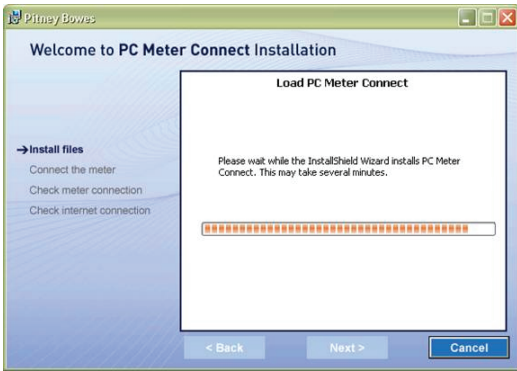 Pitney Bowes
Welcome to PC Meter Connect Installation
Load PC Meter Connect
Install files
Connect the meter
Check meter connection
Check internet connection
Please wait while the InstallShield Wizard installs PC Meter
Connect. This may take several minutes.
< Back
Next >
Cancel